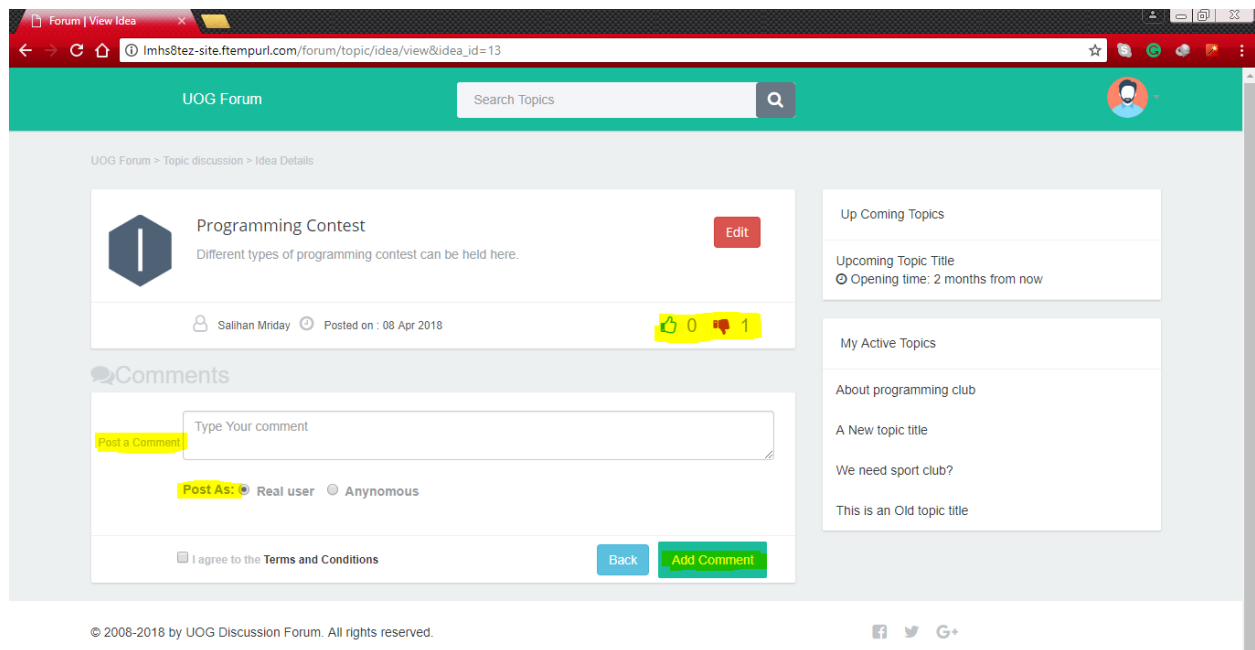 Forum | View Idea
lmhs8tez-site.ftempurl.com/forum/topic/idea/view&idea_id=13
UOG Forum
Search Topics
UOG Forum > Topic discussion > Idea Details
Programming Contest
Edit
Different types of programming contest can be held here.
Salihan Mriday Posted on : 08 Apr 2018
0 1
Comments
Post a Comment
Type Your comment
Post As: Real user Anynomous
I agree to the Terms and Conditions
Back
Add Comment
Up Coming Topics
Upcoming Topic Title
Opening time: 2 months from now
My Active Topics
About programming club
A New topic title
We need sport club?
This is an Old topic title
© 2008-2018 by UOG Discussion Forum. All rights reserved.
G+